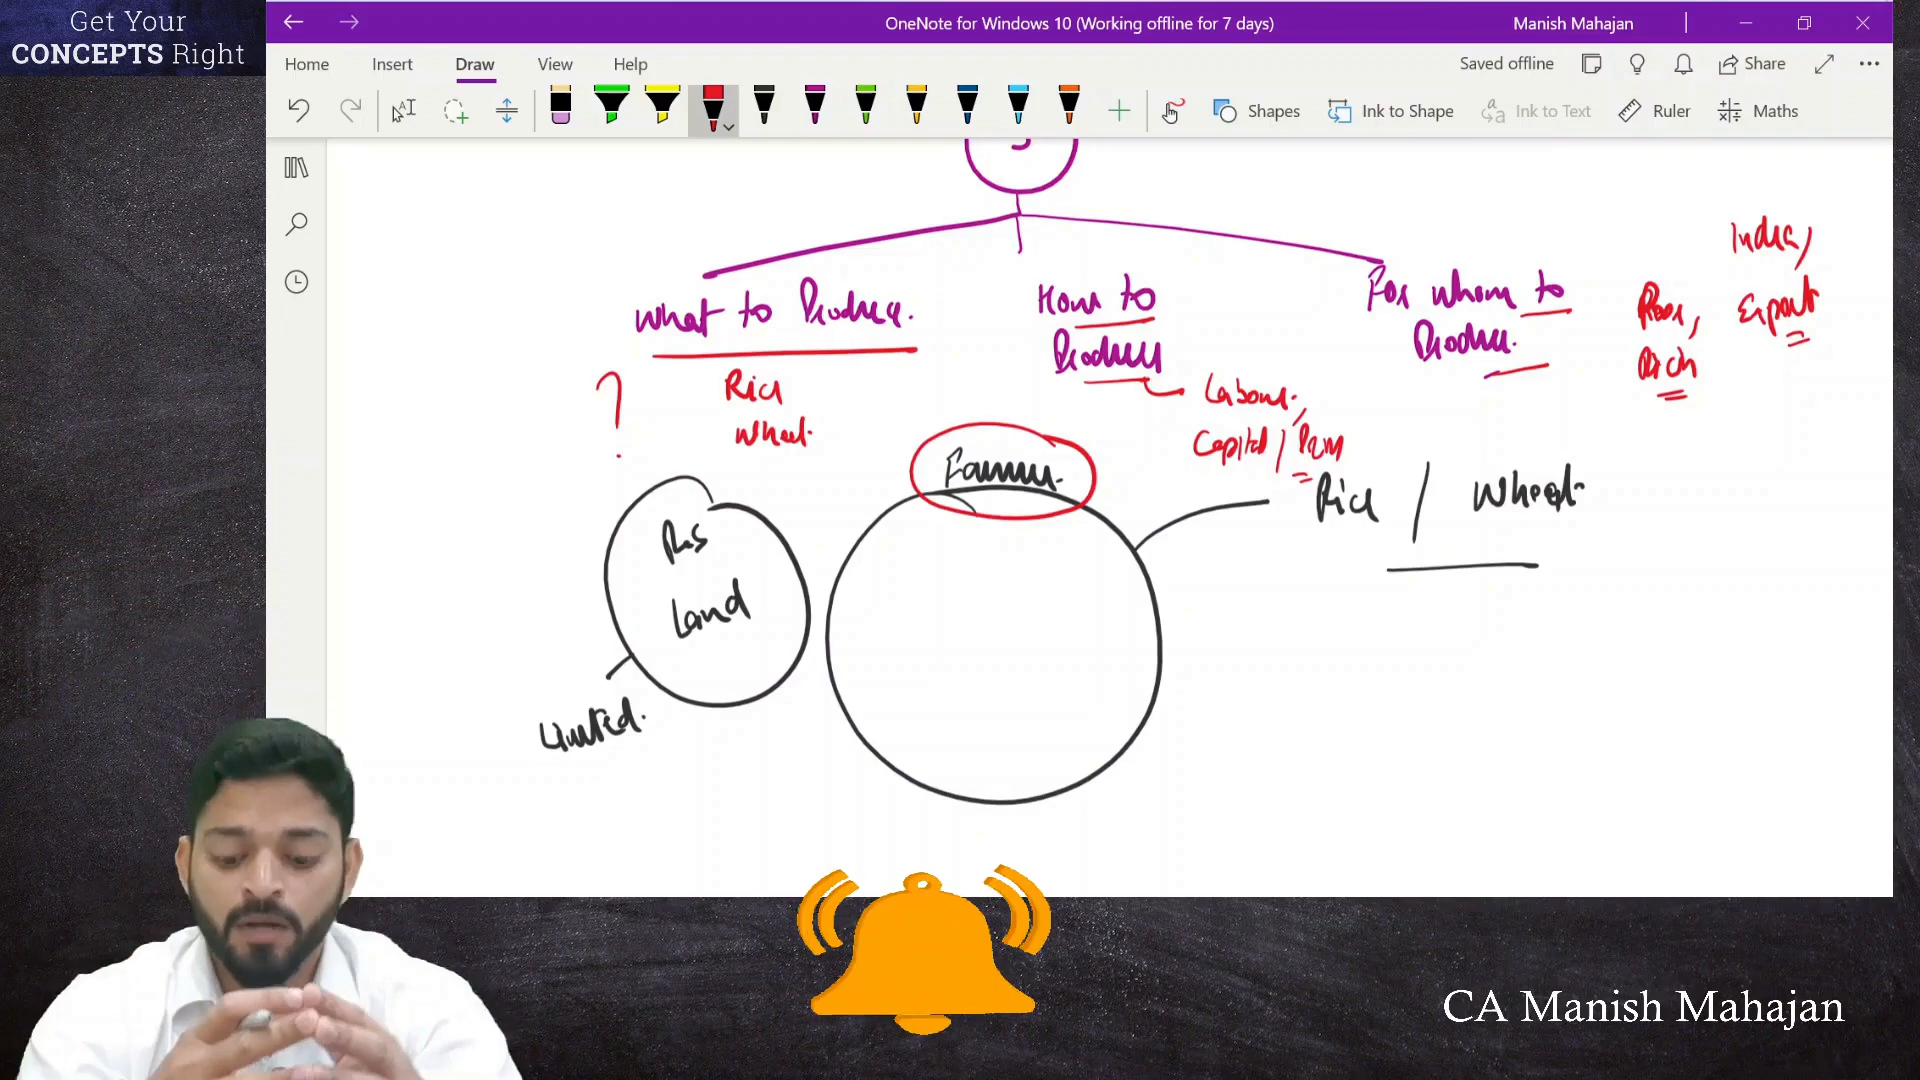 Get Your
CONCEPTS Right
OneNote for Windows 10 (Working offline for 7 days)
Manish Mahajan
Home Insert Draw View Help
Saved offline
Share
Shapes
Ink to Shape
Ink to Text
Ruler
Maths
What to Produce.
How to
Produce
For whom to
Produce.
Poor,
Rich
India,
Export
?
Rice
Wheat.
Labour,
Capital /
Farmer.
Rice / Wheat.
Res
Land
Limited.
CA Manish Mahajan